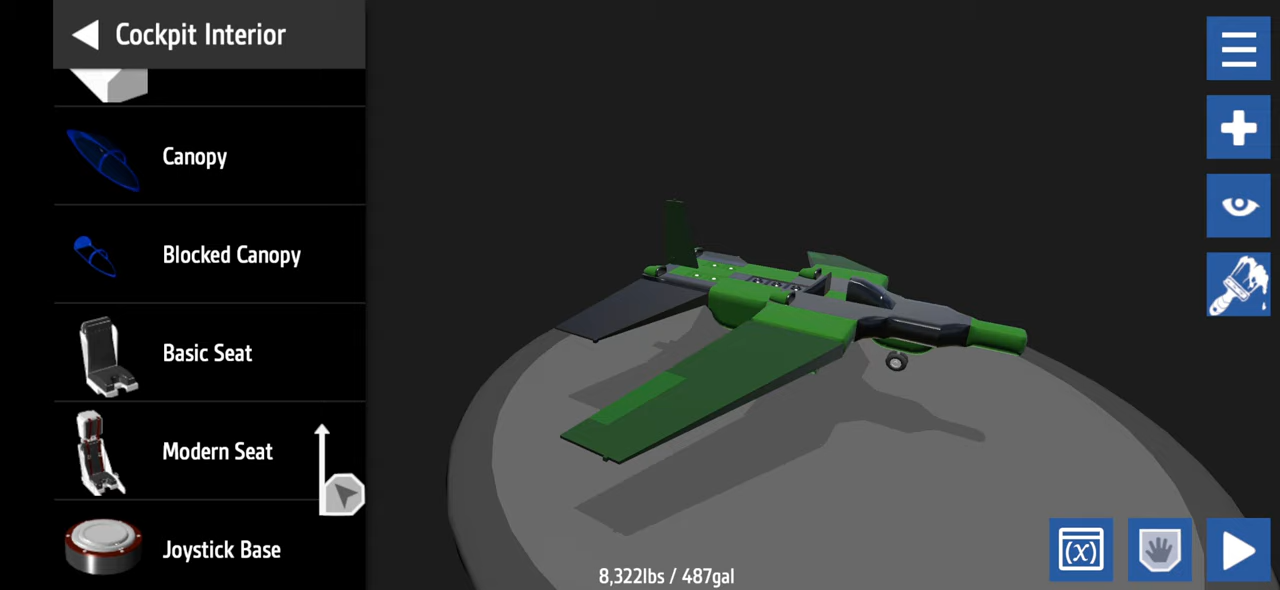 Cockpit Interior
Canopy
Blocked Canopy
Basic Seat
Modern Seat
Joystick Base
(x)
8,322lbs / 487gal